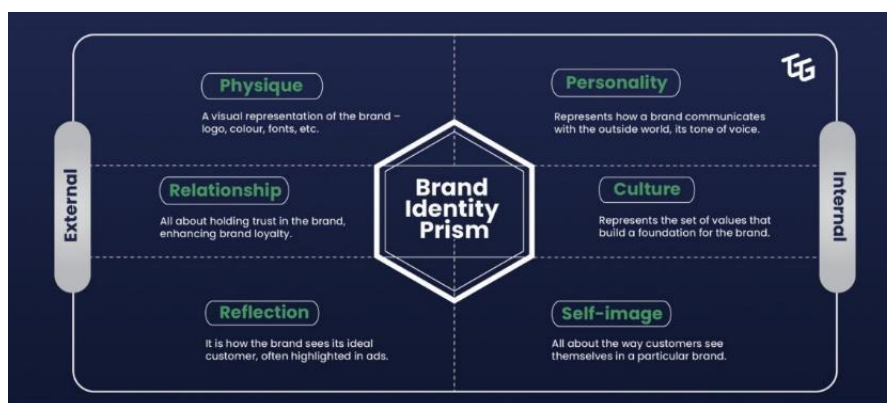 Physique
A visual representation of the brand –
logo, colour, fonts, etc.
Personality
Represents how a brand communicates
with the outside world, its tone of voice.
TG
External
Relationship
All about holding trust in the brand,
enhancing brand loyalty.
Brand
Identity
Prism
Culture
Represents the set of values that
build a foundation for the brand.
Internal
Reflection
It is how the brand sees its ideal
customer, often highlighted in ads.
Self-image
All about the way customers see
themselves in a particular brand.